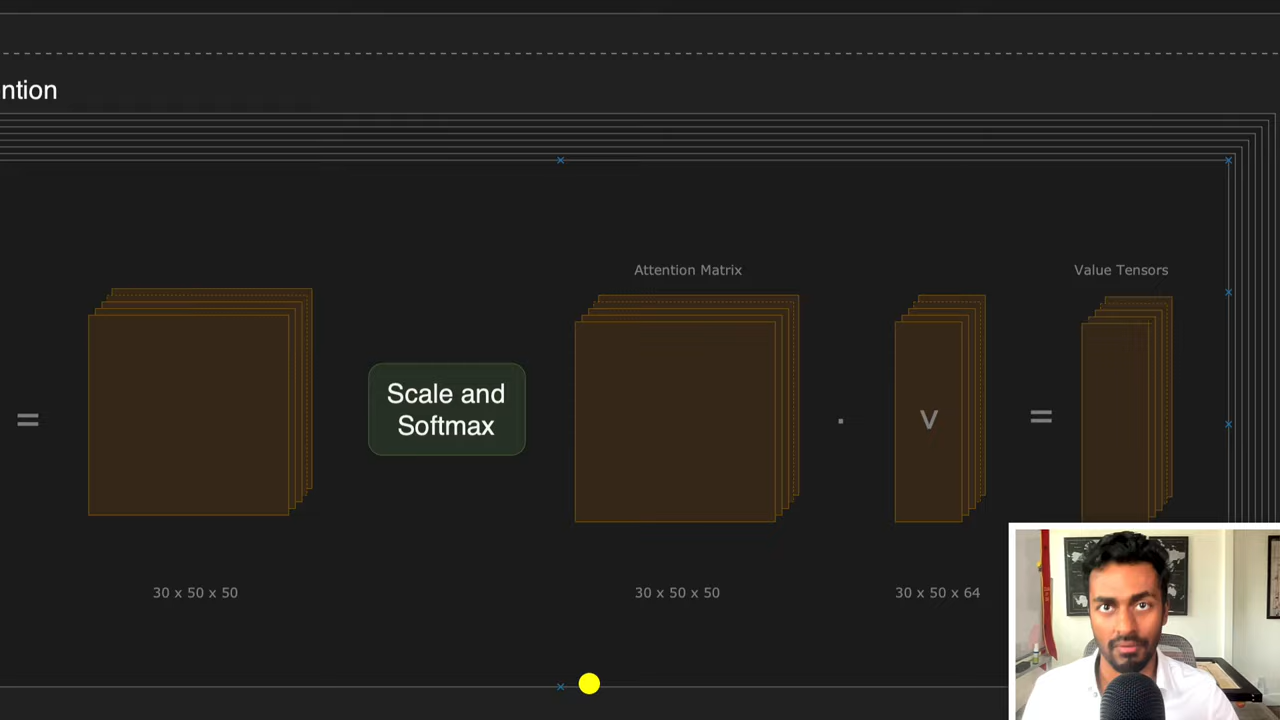 ntion
Attention Matrix
Value Tensors
=
Scale and
Softmax
.
V
=
30 x 50 x 50
30 x 50 x 50
30 x 50 x 64